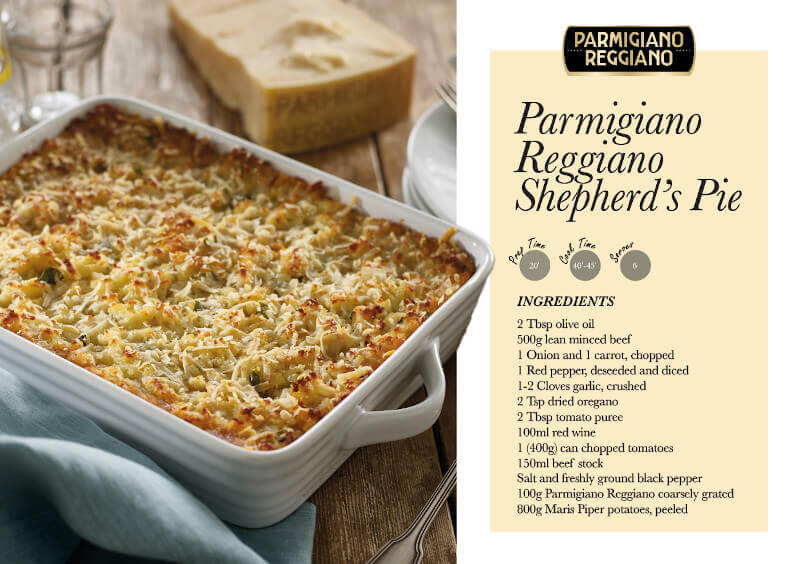 PARMIGIANO
REGGIANO
Parmigiano
Reggiano
Shepherd's Pie
Prep Time
20'
Cook Time
40'-45'
Serves
6
INGREDIENTS
2 Tbsp olive oil
500g lean minced beef
1 Onion and 1 carrot, chopped
1 Red pepper, deseeded and diced
1-2 Cloves garlic, crushed
2 Tsp dried oregano
2 Tbsp tomato puree
100ml red wine
1 (400g) can chopped tomatoes
150ml beef stock
Salt and freshly ground black pepper
100g Parmigiano Reggiano coarsely grated
800g Maris Piper potatoes, peeled